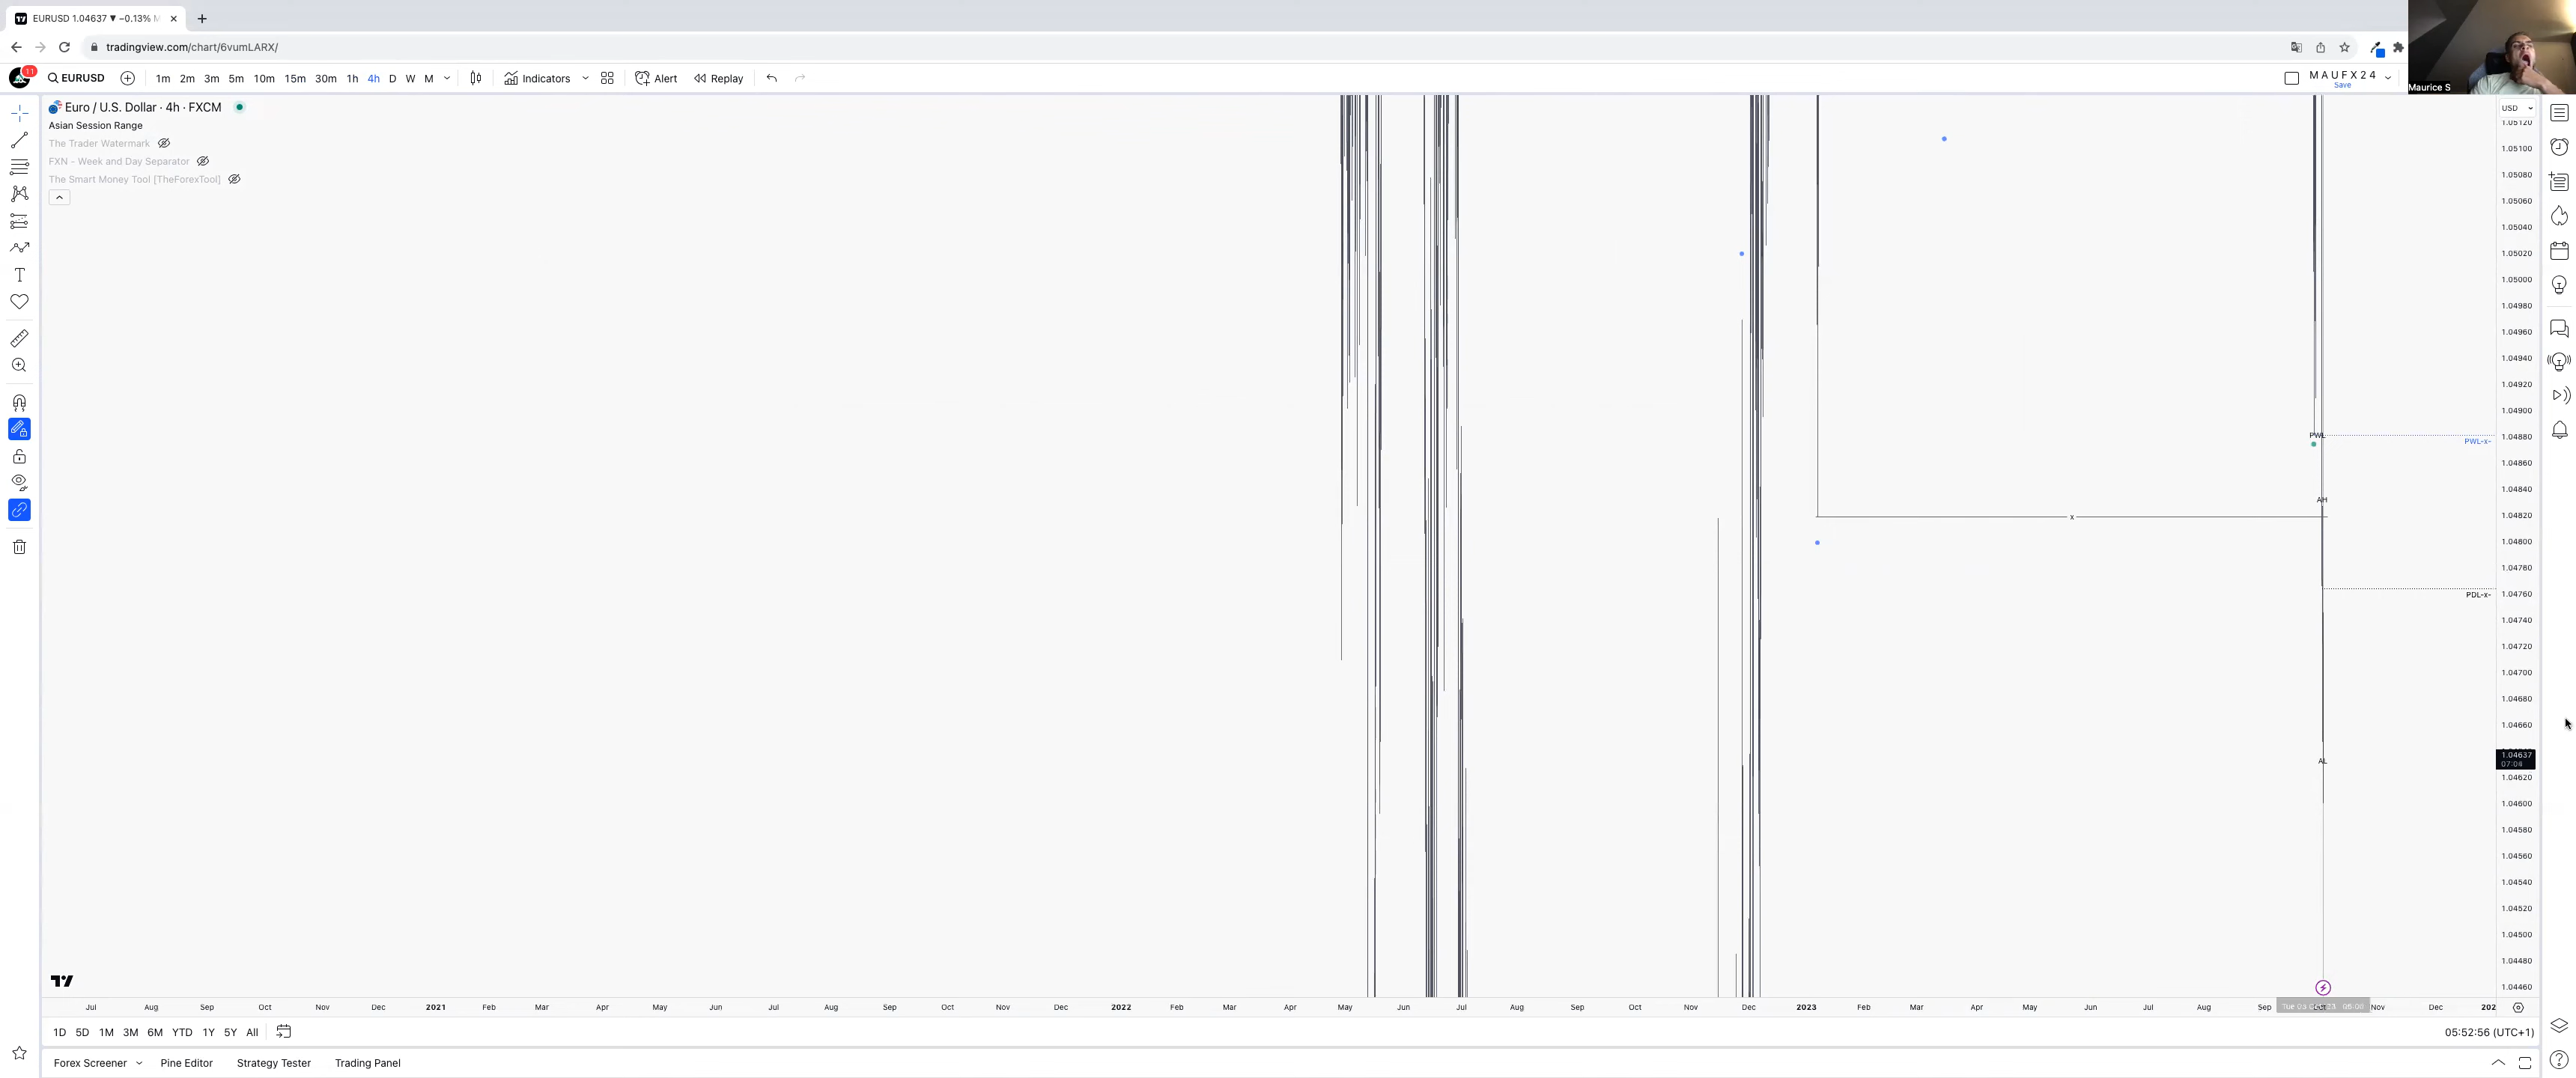 EURUSD 1.04637 ▼ −0.13% M
tradingview.com/chart/6vumLARX/
11
EURUSD
1m 2m 3m 5m 10m 15m 30m 1h 4h D W M
Indicators
Alert
Replay
MAUFX24
Save
Maurice S
Euro / U.S. Dollar · 4h · FXCM
USD
Asian Session Range
The Trader Watermark
FXN - Week and Day Separator
The Smart Money Tool [TheForexTool]
1.05120
1.05100
1.05080
1.05060
1.05040
1.05020
1.05000
1.04980
1.04960
1.04940
1.04920
1.04900
1.04880
1.04860
1.04840
1.04820
1.04800
1.04780
1.04760
1.04740
1.04720
1.04700
1.04680
1.04660
1.04637
07:04
1.04620
1.04600
1.04580
1.04560
1.04540
1.04520
1.04500
1.04480
1.04460
PWL
PWL-x-
AH
x
PDL-x-
AL
Jul Aug Sep Oct Nov Dec 2021 Feb Mar Apr May Jun Jul Aug Sep Oct Nov Dec 2022 Feb Mar Apr May Jun Jul Aug Sep Oct Nov Dec 2023 Feb Mar Apr May Jun Jul Aug Sep Nov Dec 202
1D 5D 1M 3M 6M YTD 1Y 5Y All
05:52:56 (UTC+1)
Forex Screener Pine Editor Strategy Tester Trading Panel